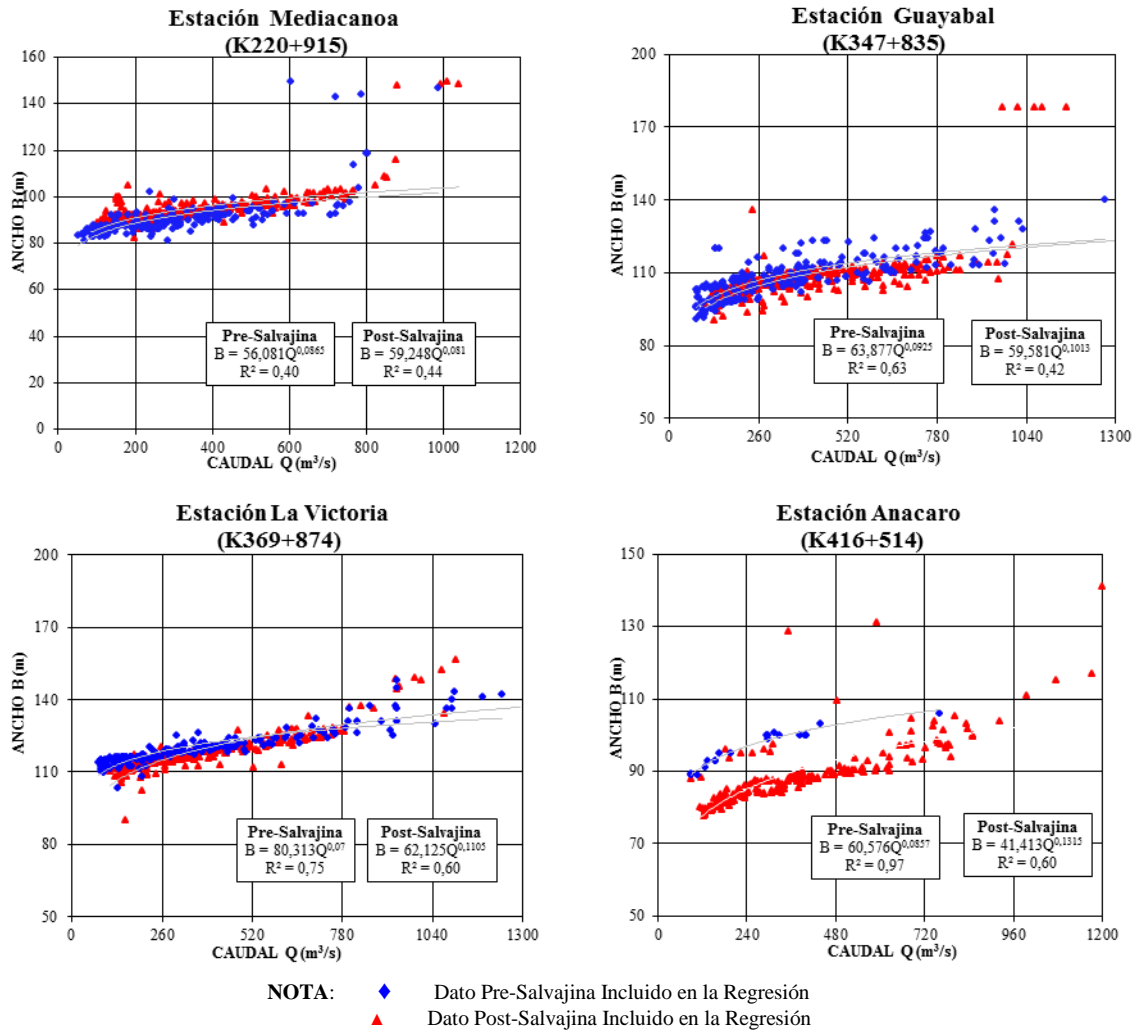 Estación Mediacanoa
(K220+915)
160
140
120
100
80
60
40
20
0
ANCHO B (m)
0 200 400 600 800 1000 1200
CAUDAL Q (m³/s)
Pre-Salvajina
B = 56,081Q^0,0865
R² = 0,40
Post-Salvajina
B = 59,248Q^0,081
R² = 0,44
Estación Guayabal
(K347+835)
200
170
140
110
80
50
ANCHO B (m)
0 260 520 780 1040 1300
CAUDAL Q (m³/s)
Pre-Salvajina
B = 63,877Q^0,0925
R² = 0,63
Post-Salvajina
B = 59,581Q^0,1013
R² = 0,42
Estación La Victoria
(K369+874)
200
170
140
110
80
50
ANCHO B (m)
0 260 520 780 1040 1300
CAUDAL Q (m³/s)
Pre-Salvajina
B = 80,313Q^0,07
R² = 0,75
Post-Salvajina
B = 62,125Q^0,1105
R² = 0,60
Estación Anacaro
(K416+514)
150
130
110
90
70
50
ANCHO B (m)
0 240 480 720 960 1200
CAUDAL Q (m³/s)
Pre-Salvajina
B = 60,576Q^0,0857
R² = 0,97
Post-Salvajina
B = 41,413Q^0,1315
R² = 0,60
NOTA: Dato Pre-Salvajina Incluido en la Regresión
Dato Post-Salvajina Incluido en la Regresión